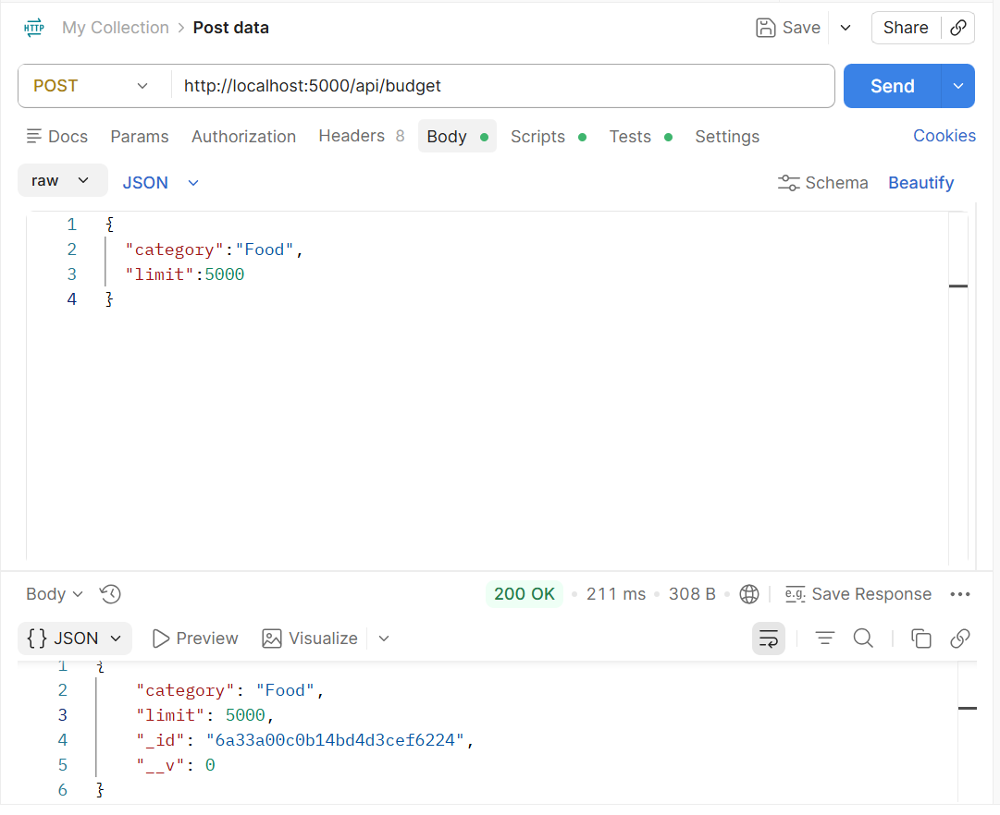 HTTP My Collection > Post data Save Share
POST http://localhost:5000/api/budget Send
Docs Params Authorization Headers 8 Body Scripts Tests Settings Cookies
raw JSON Schema Beautify
1 {
2 "category":"Food",
3 "limit":5000
4 }
Body 200 OK • 211 ms • 308 B • e.g. Save Response
{} JSON Preview Visualize
1 {
2 "category": "Food",
3 "limit": 5000,
4 "_id": "6a33a00c0b14bd4d3cef6224",
5 "__v": 0
6 }